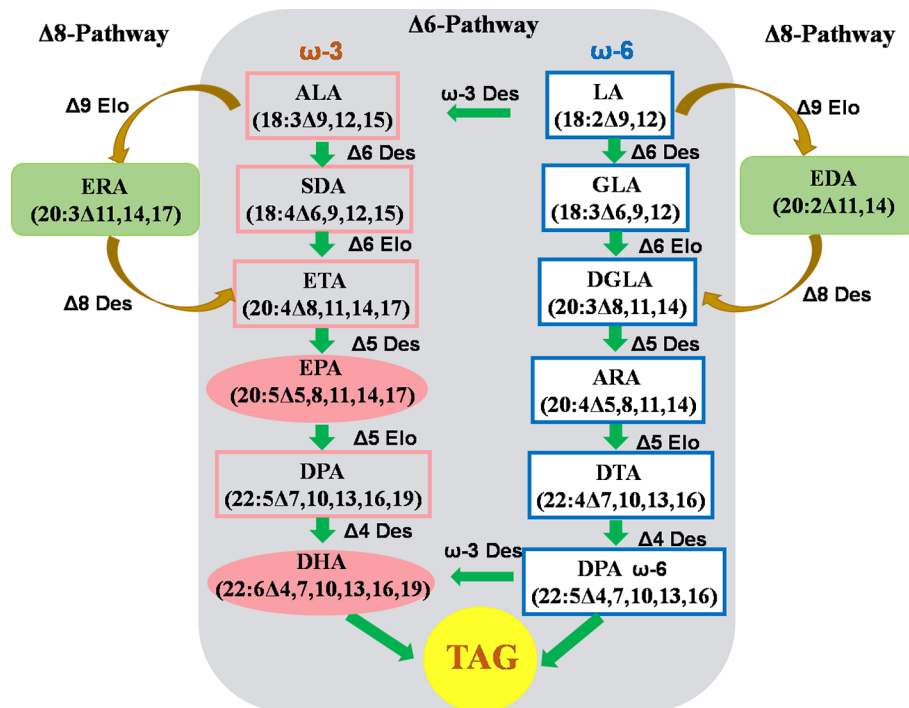 Δ8-Pathway
Δ6-Pathway
Δ8-Pathway
ω-3
ω-6
ALA
(18:3Δ9,12,15)
ω-3 Des
LA
(18:2Δ9,12)
Δ9 Elo
Δ9 Elo
Δ6 Des
Δ6 Des
ERA
(20:3Δ11,14,17)
SDA
(18:4Δ6,9,12,15)
GLA
(18:3Δ6,9,12)
EDA
(20:2Δ11,14)
Δ6 Elo
Δ6 Elo
Δ8 Des
ETA
(20:4Δ8,11,14,17)
DGLA
(20:3Δ8,11,14)
Δ8 Des
Δ5 Des
Δ5 Des
EPA
(20:5Δ5,8,11,14,17)
ARA
(20:4Δ5,8,11,14)
Δ5 Elo
Δ5 Elo
DPA
(22:5Δ7,10,13,16,19)
DTA
(22:4Δ7,10,13,16)
Δ4 Des
Δ4 Des
DHA
(22:6Δ4,7,10,13,16,19)
ω-3 Des
DPA ω-6
(22:5Δ4,7,10,13,16)
TAG